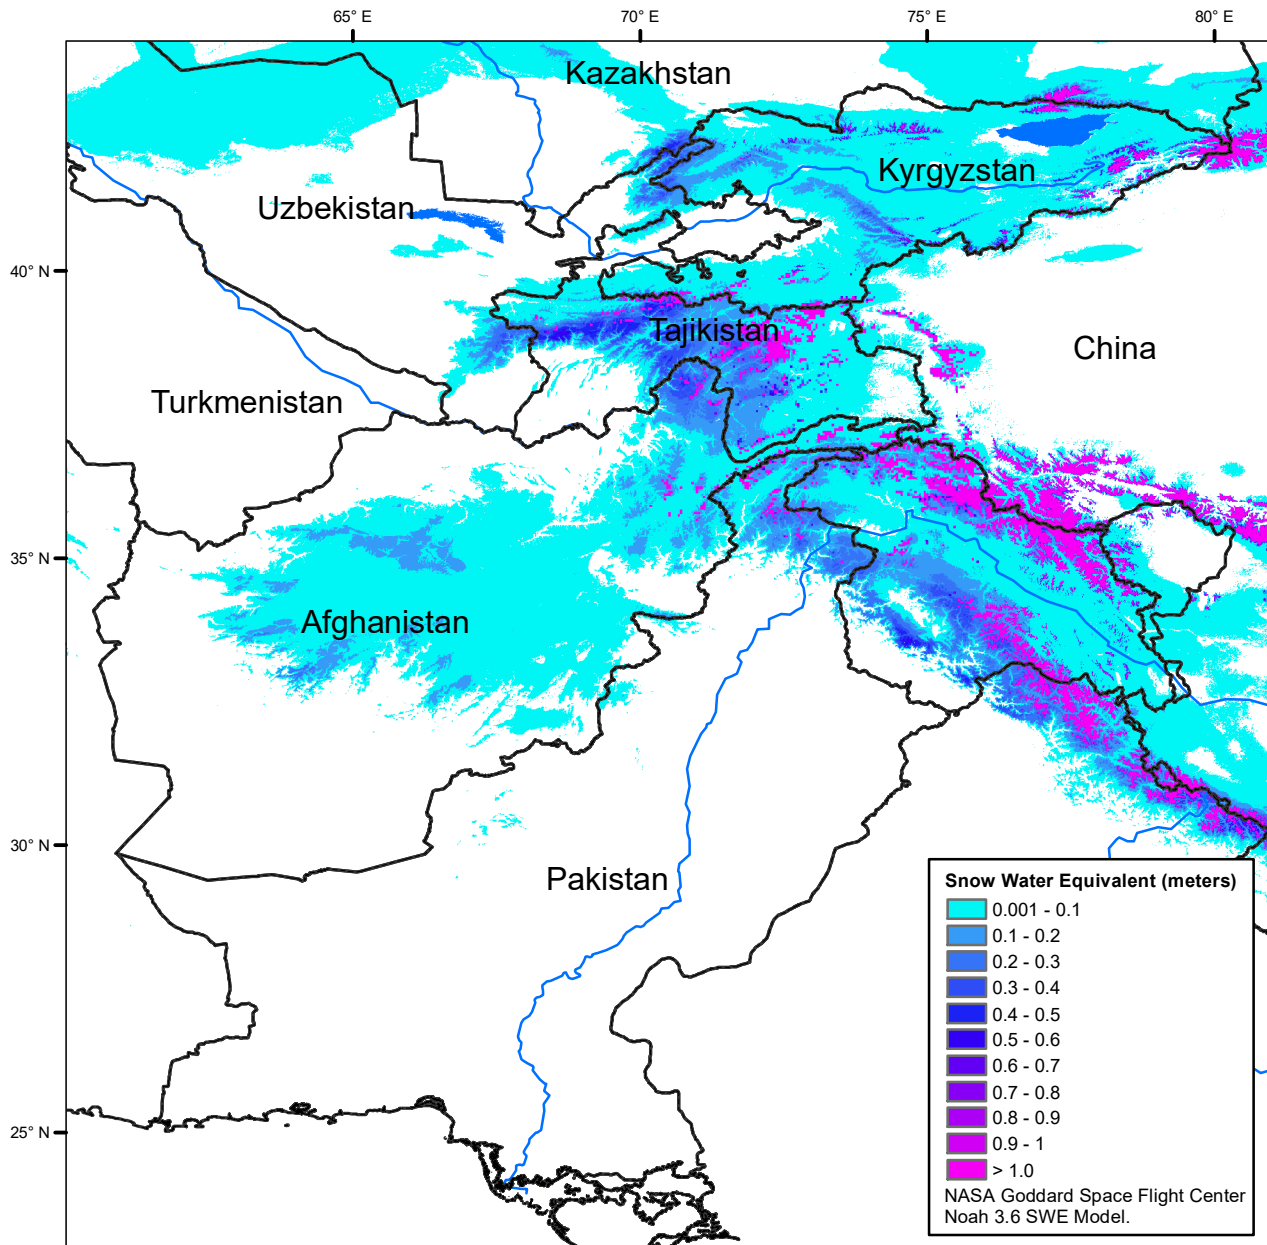 65° E
70° E
75° E
80° E
Kazakhstan
Kyrgyzstan
Uzbekistan
40° N
Tajikistan
China
Turkmenistan
35° N
Afghanistan
30° N
Pakistan
25° N
Snow Water Equivalent (meters)
0.001 - 0.1
0.1 - 0.2
0.2 - 0.3
0.3 - 0.4
0.4 - 0.5
0.5 - 0.6
0.6 - 0.7
0.7 - 0.8
0.8 - 0.9
0.9 - 1
> 1.0
NASA Goddard Space Flight Center
Noah 3.6 SWE Model.